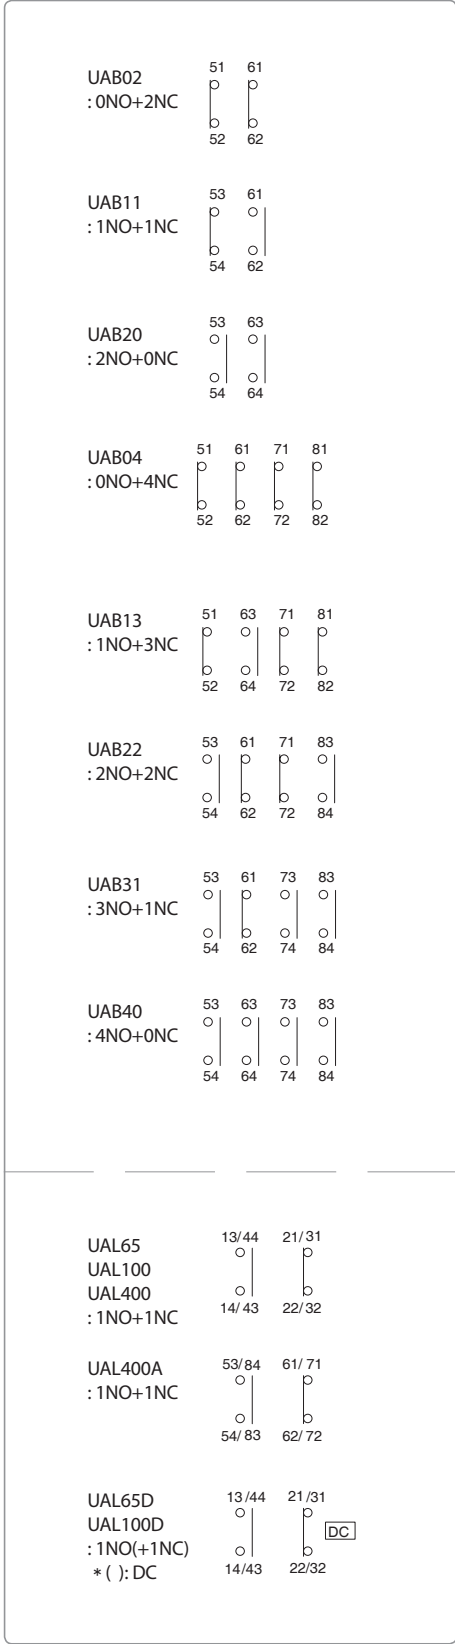 51 61
UAB02
: 0NO+2NC
52 62
53 61
UAB11
: 1NO+1NC
54 62
53 63
UAB20
: 2NO+0NC
54 64
51 61 71 81
UAB04
: 0NO+4NC
52 62 72 82
51 63 71 81
UAB13
: 1NO+3NC
52 64 72 82
53 61 71 83
UAB22
: 2NO+2NC
54 62 72 84
53 61 73 83
UAB31
: 3NO+1NC
54 62 74 84
53 63 73 83
UAB40
: 4NO+0NC
54 64 74 84
13/44 21/31
UAL65
UAL100
UAL400
14/43 22/32
: 1NO+1NC
53/84 61/71
UAL400A
: 1NO+1NC
54/83 62/72
13/44 21/31
UAL65D
UAL100D
DC
: 1NO(+1NC)
14/43 22/32
* ( ): DC